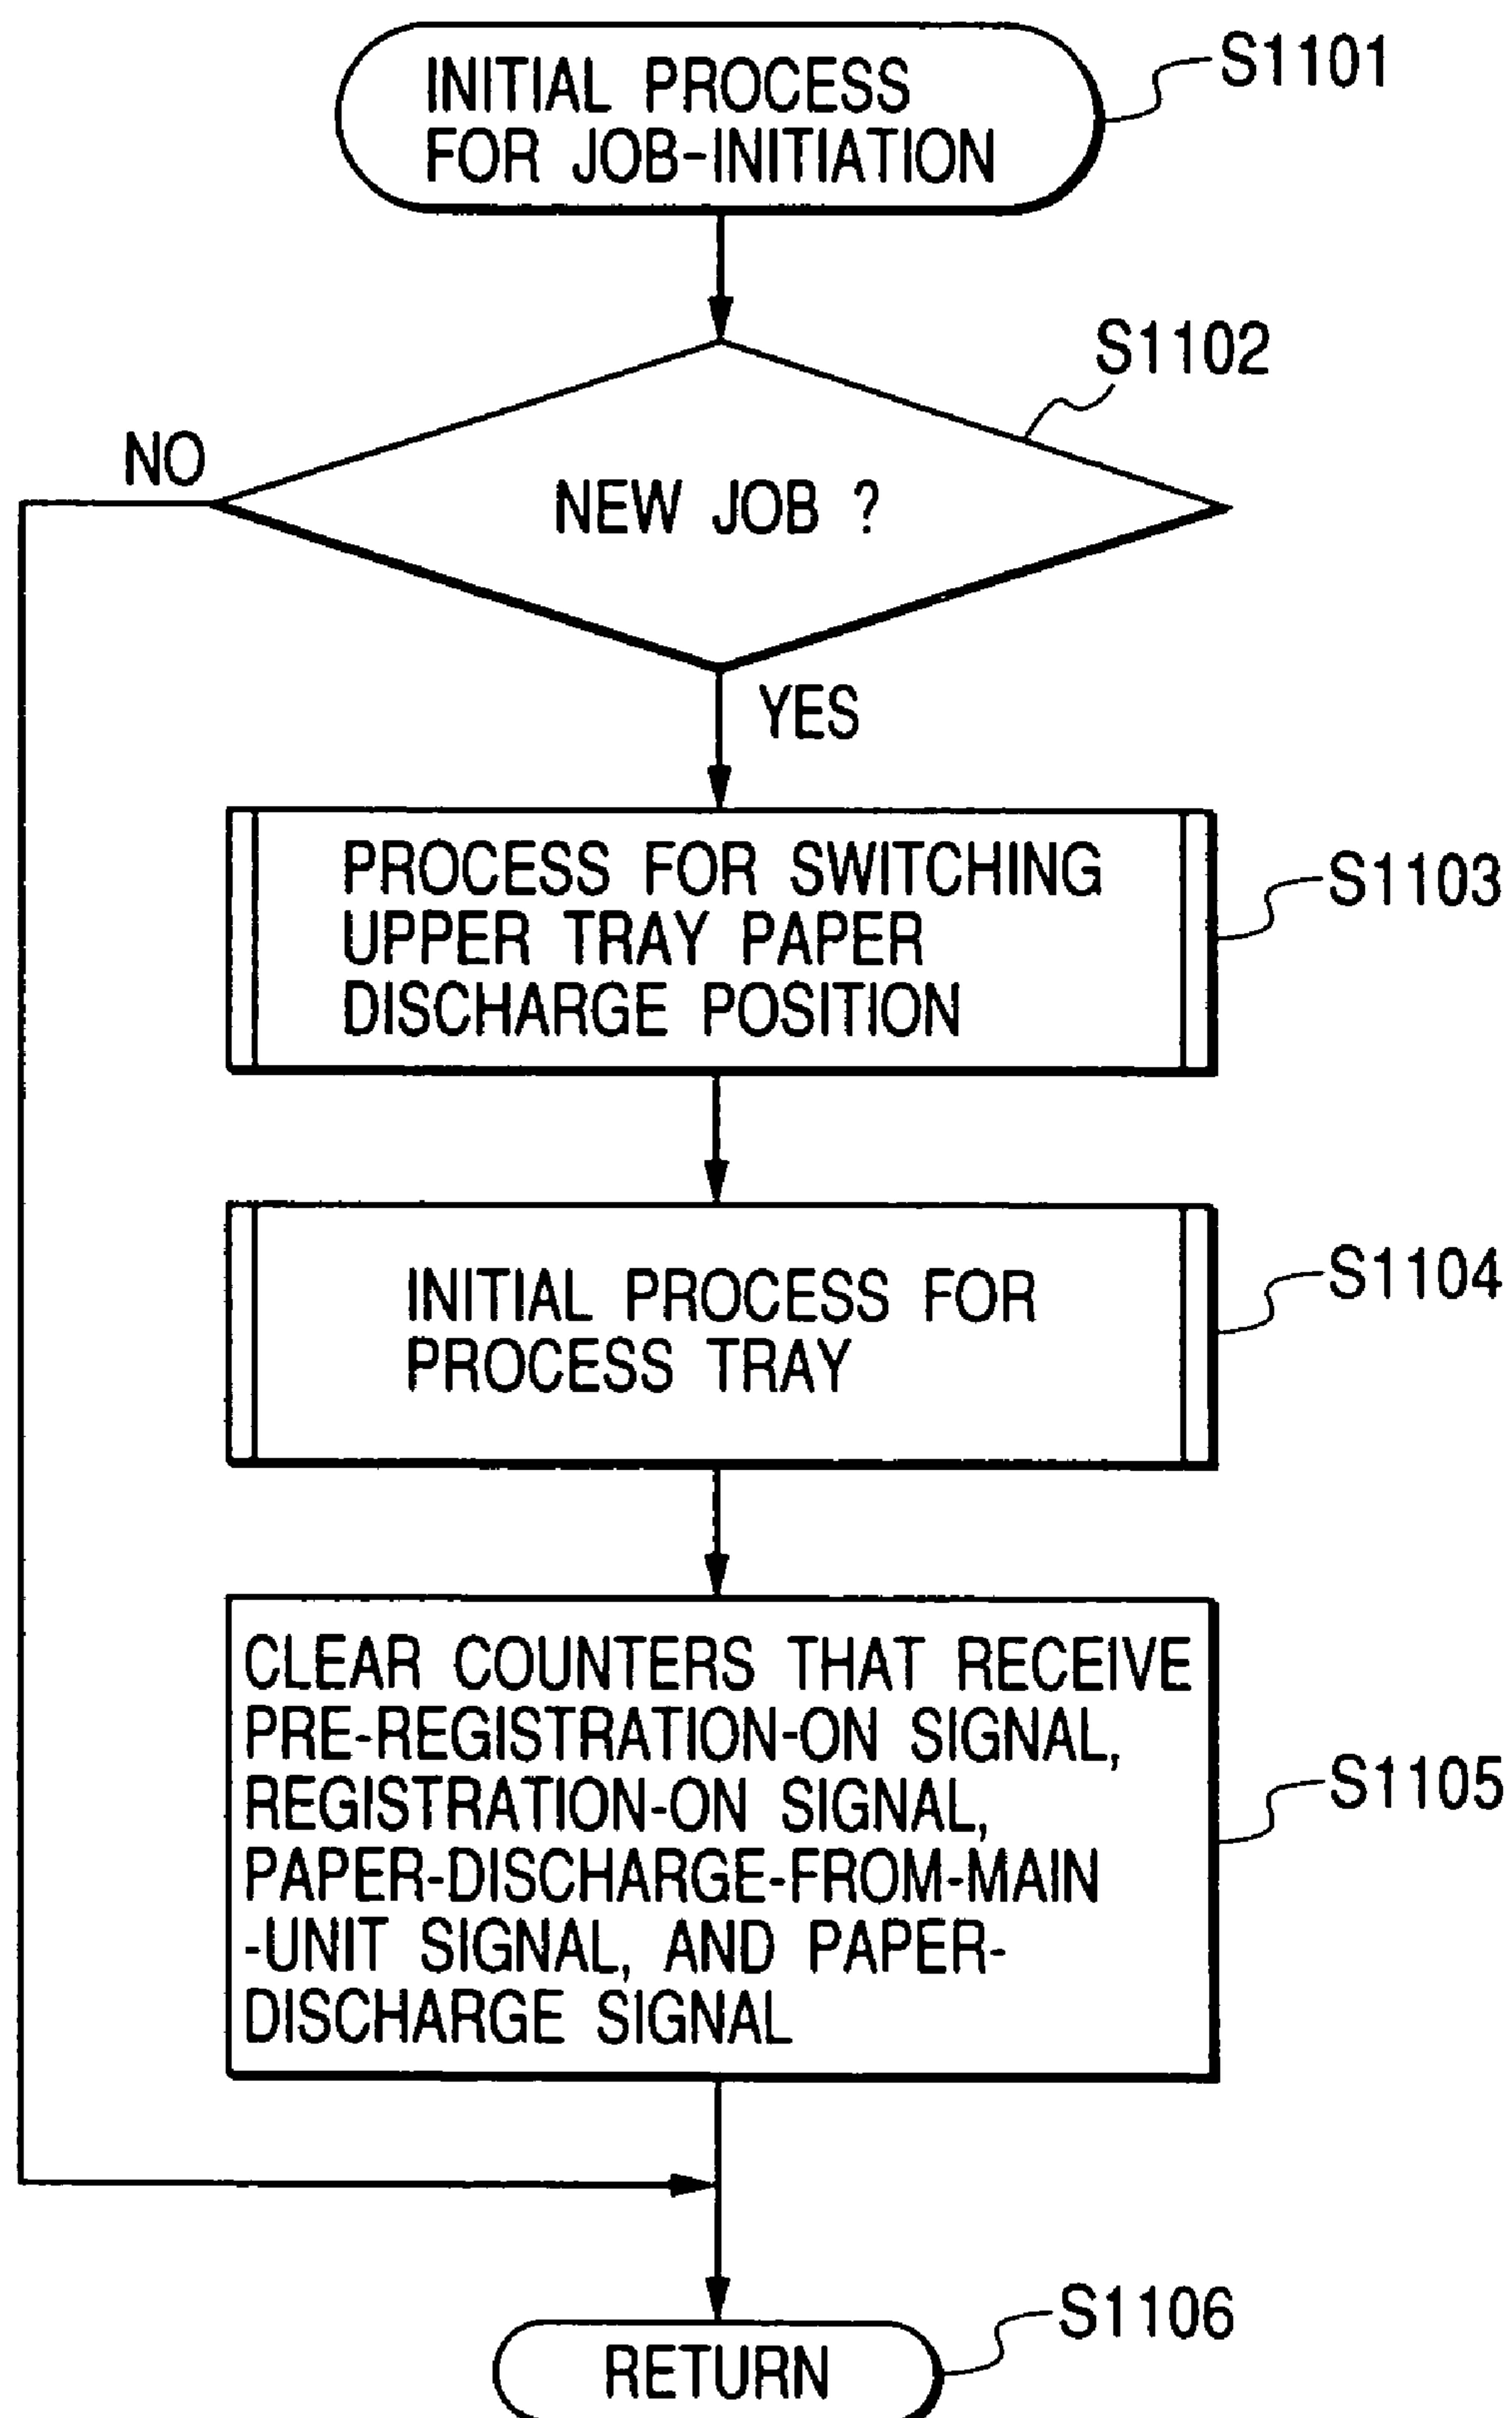 INITIAL PROCESS
FOR JOB-INITIATION
S1101
S1102
NO
NEW JOB ?
YES
PROCESS FOR SWITCHING
UPPER TRAY PAPER
DISCHARGE POSITION
S1103
INITIAL PROCESS FOR
PROCESS TRAY
S1104
CLEAR COUNTERS THAT RECEIVE
PRE-REGISTRATION-ON SIGNAL,
REGISTRATION-ON SIGNAL,
PAPER-DISCHARGE-FROM-MAIN
-UNIT SIGNAL, AND PAPER-
DISCHARGE SIGNAL
S1105
S1106
RETURN